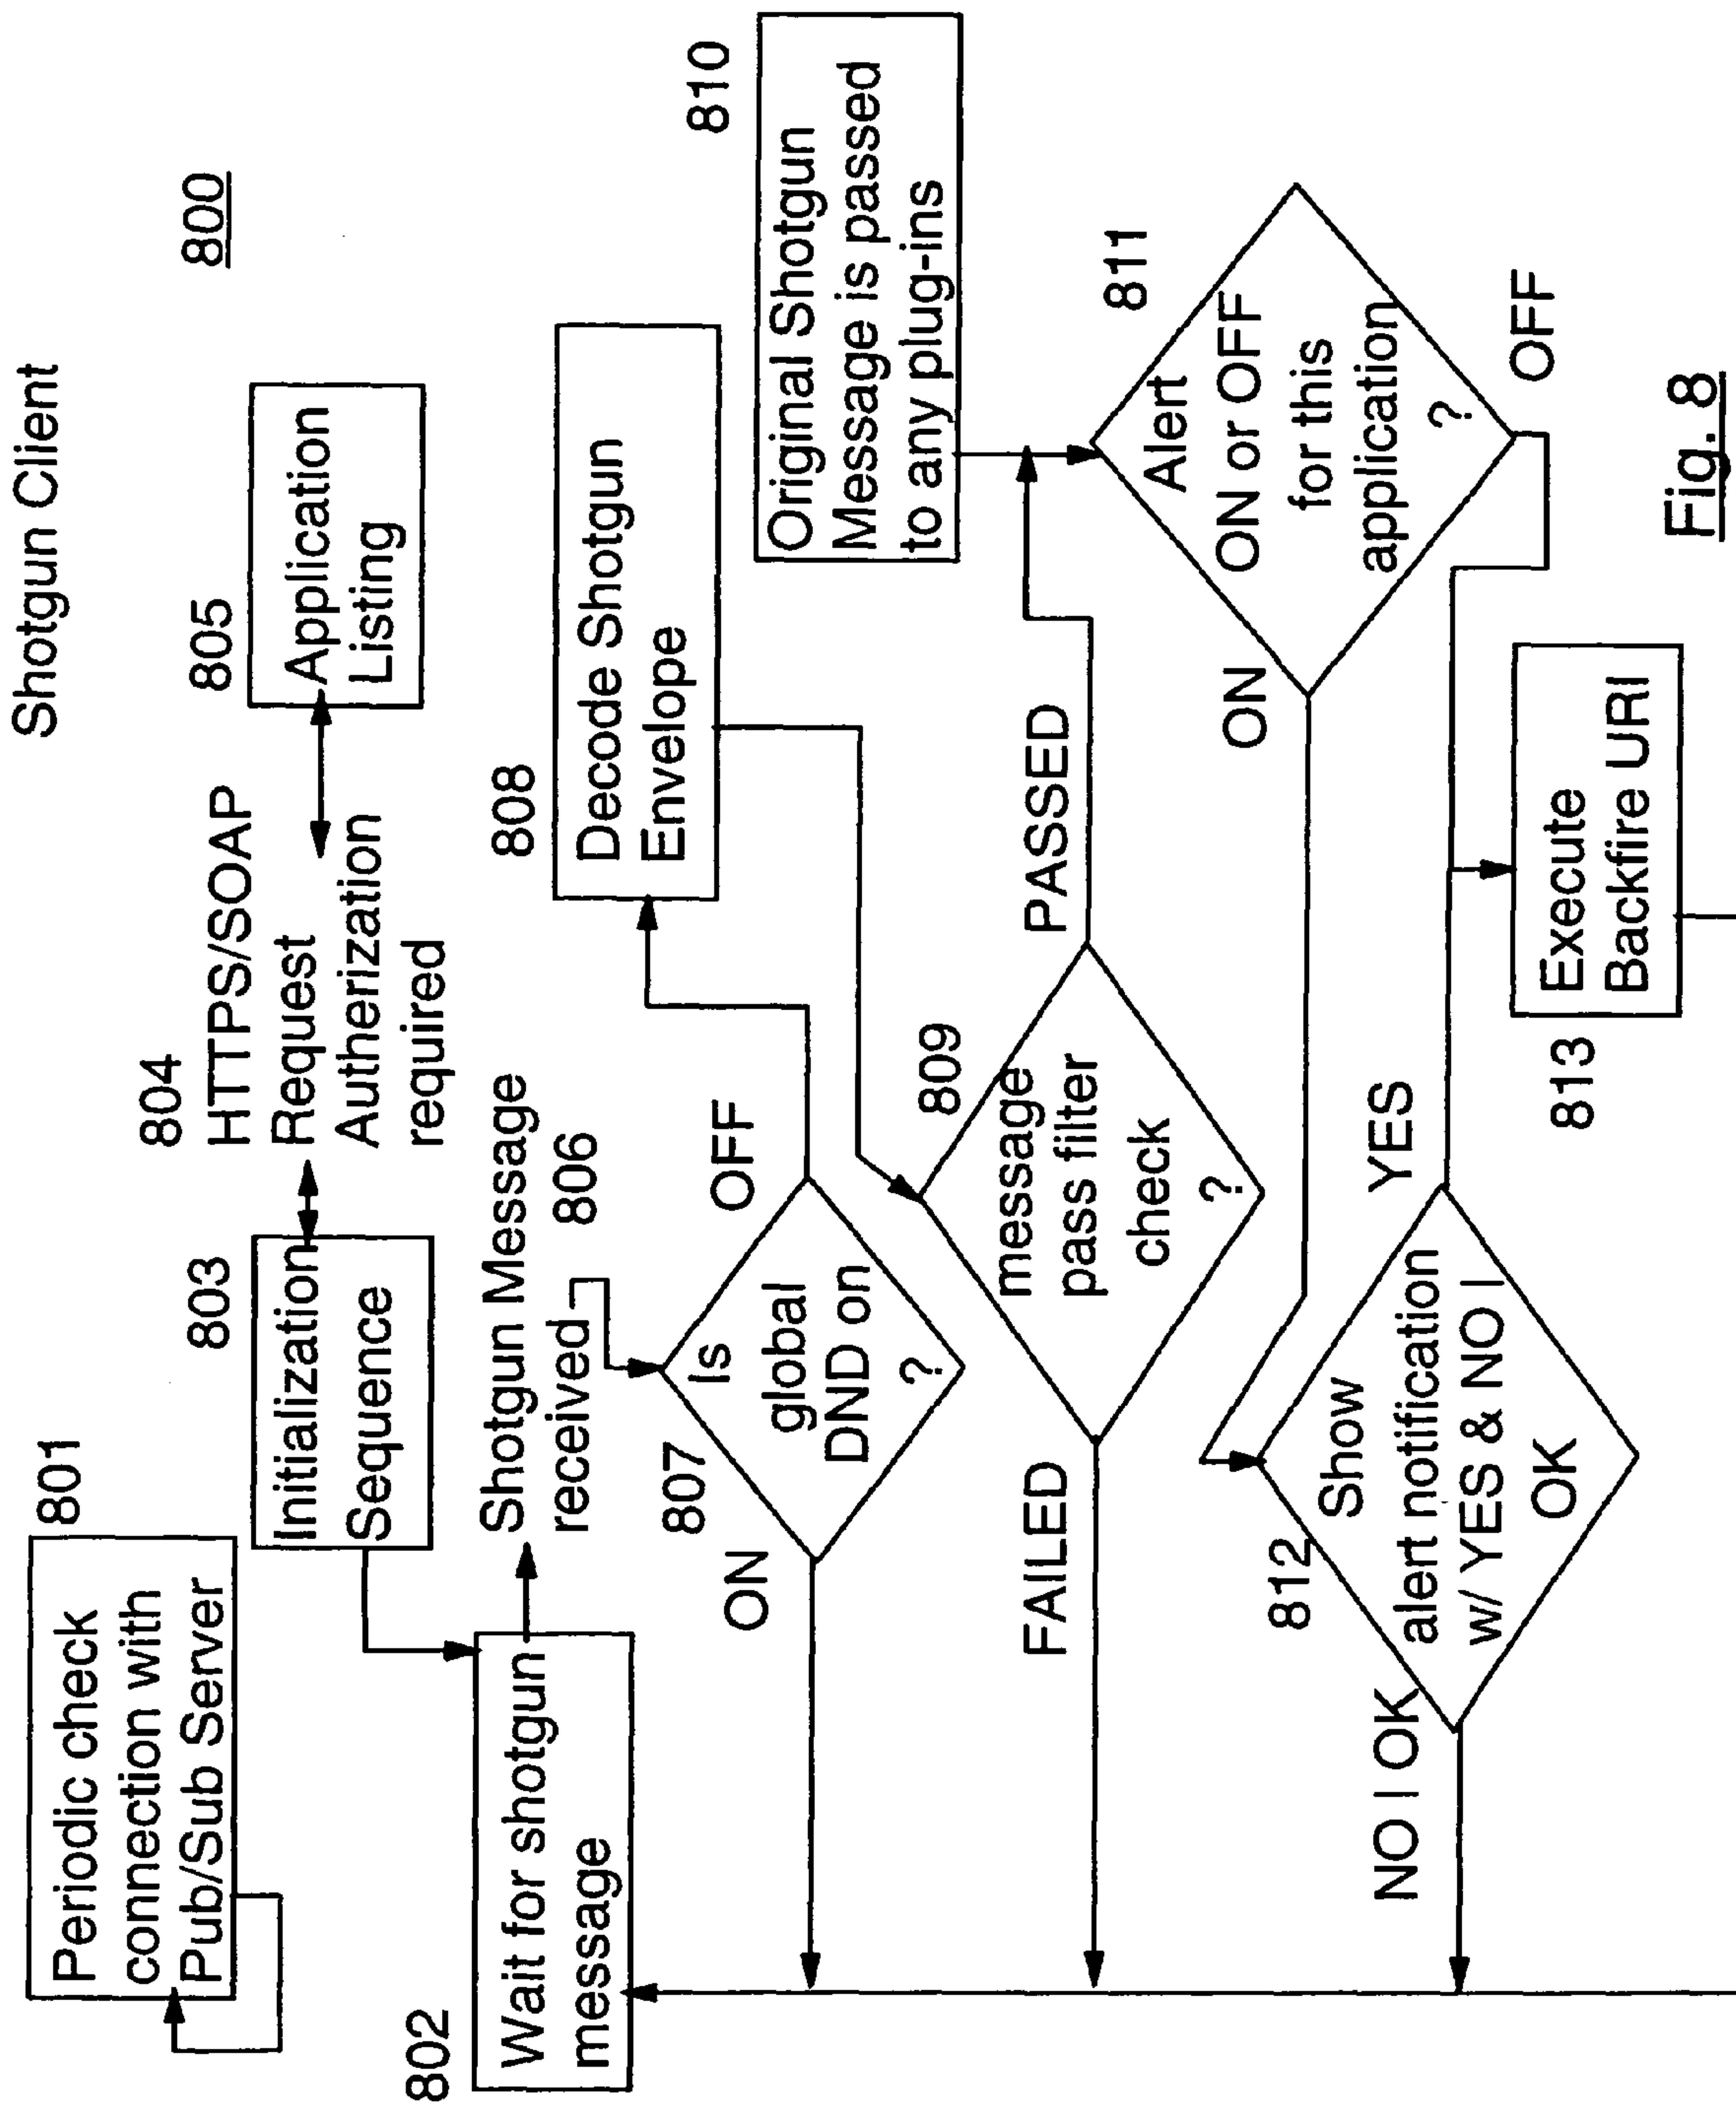 Shotgun Client
800
801
Periodic check
connection with
Pub/Sub Server
803
Initialization
Sequence
804
HTTPS/SOAP
Request
Autherization
required
805
Application
Listing
802
Wait for shotgun
message
Shotgun Message
received
806
807
Is
global
DND on
?
ON
OFF
808
Decode Shotgun
Envelope
809
message
pass filter
check
?
FAILED
PASSED
810
Original Shotgun
Message is passed
to any plug-ins
811
Alert
ON or OFF
for this
application
?
ON
OFF
812
Show
alert notification
w/ YES & NO I
OK
NO I OK
YES
813
Execute
Backfire URI
Fig. 8